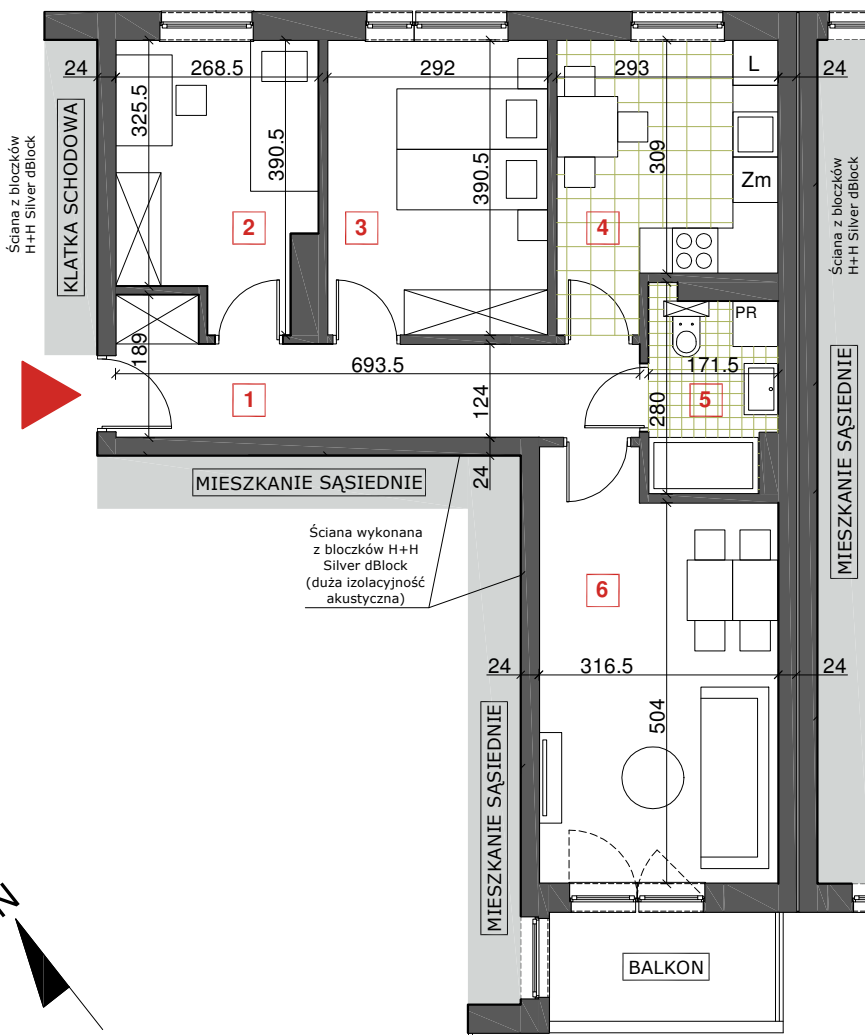 24
268.5
292
293
24
L
325.5
390.5
390.5
309
Zm
Ściana z bloczków
H+H Silver dBlock
KLATKA SCHODOWA
Ściana z bloczków
H+H Silver dBlock
2
3
4
PR
189
693.5
171.5
1
124
280
5
24
MIESZKANIE SĄSIEDNIE
MIESZKANIE SĄSIEDNIE
Ściana wykonana
z bloczków H+H
Silver dBlock
(duża izolacyjność
akustyczna)
6
24
316.5
24
504
MIESZKANIE SĄSIEDNIE
N
BALKON